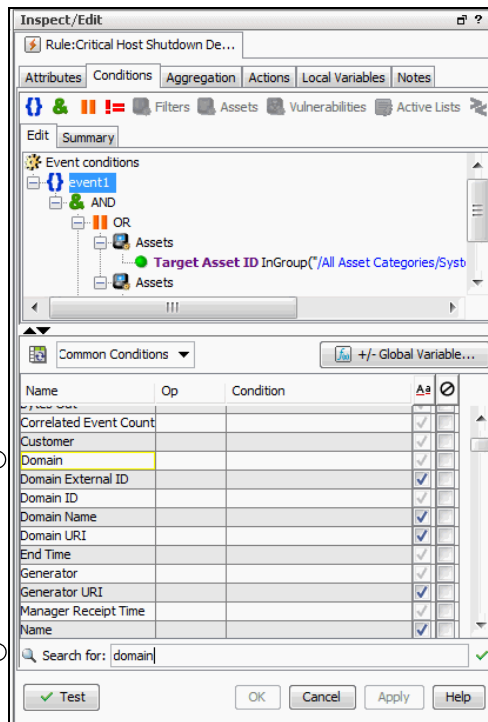 Inspect/Edit
Rule:Critical Host Shutdown De...
Attributes Conditions Aggregation Actions Local Variables Notes
{} & != Filters Assets Vulnerabilities Active Lists
Edit Summary
Event conditions
{} event1
& AND
OR
Assets
Target Asset ID InGroup("/All Asset Categories/Syst
Assets
Common Conditions +/- Global Variable...
Name Op Condition Aa
Correlated Event Count
Customer
Domain
Domain External ID
Domain ID
Domain Name
Domain URI
End Time
Generator
Generator URI
Manager Receipt Time
Name
Search for: domain
Test OK Cancel Apply Help